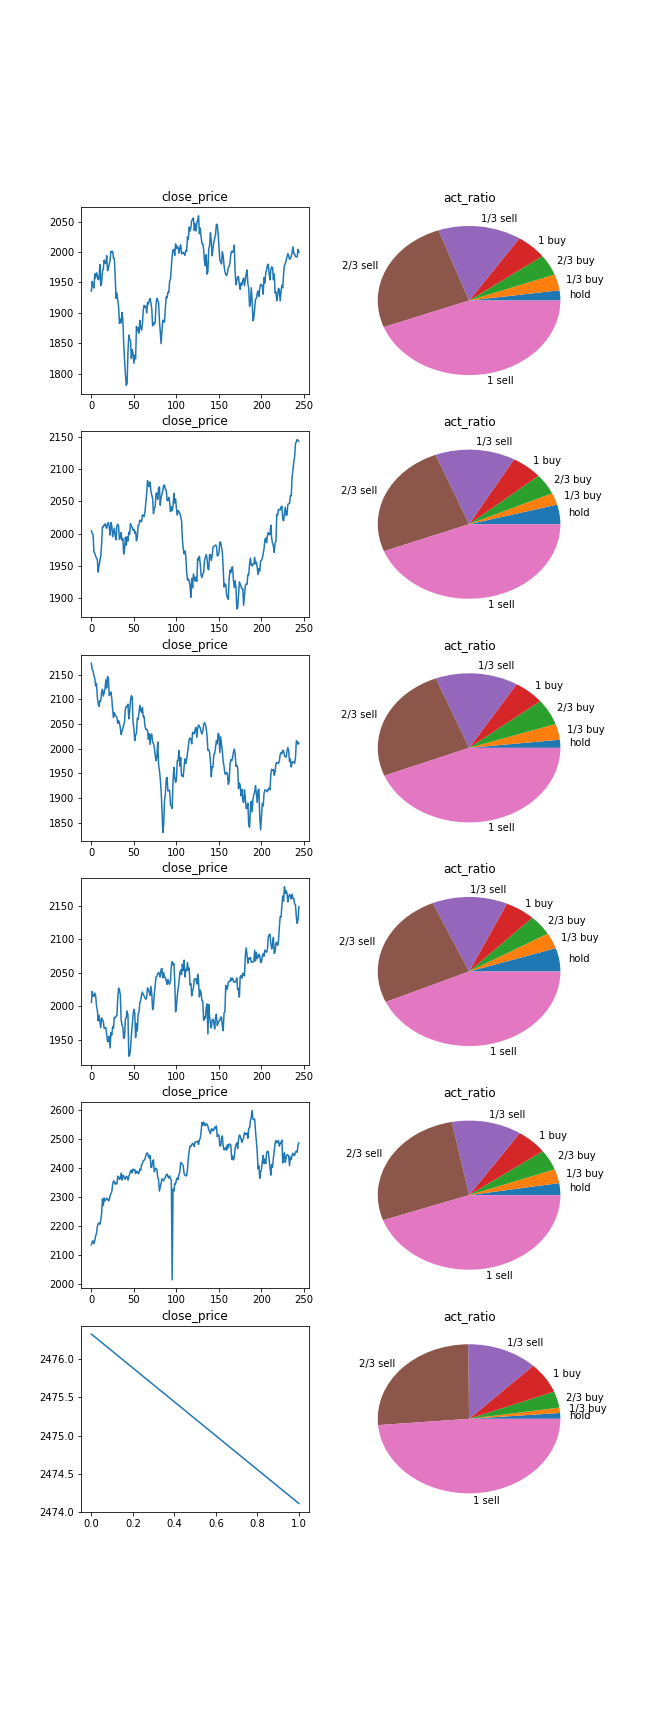 close_price
2050
2000
1950
1900
1850
1800
0 50 100 150 200 250
act_ratio
1/3 sell
1 buy
2/3 buy
1/3 buy
hold
2/3 sell
1 sell
close_price
2150
2100
2050
2000
1950
1900
0 50 100 150 200 250
act_ratio
1/3 sell
1 buy
2/3 buy
1/3 buy
hold
2/3 sell
1 sell
close_price
2150
2100
2050
2000
1950
1900
1850
0 50 100 150 200 250
act_ratio
1/3 sell
1 buy
2/3 buy
1/3 buy
hold
2/3 sell
1 sell
close_price
2150
2100
2050
2000
1950
0 50 100 150 200 250
act_ratio
1/3 sell
1 buy
2/3 buy
1/3 buy
hold
2/3 sell
1 sell
close_price
2600
2500
2400
2300
2200
2100
2000
0 50 100 150 200 250
act_ratio
1/3 sell
1 buy
2/3 buy
1/3 buy
hold
2/3 sell
1 sell
close_price
2476.0
2475.5
2475.0
2474.5
2474.0
0.0 0.2 0.4 0.6 0.8 1.0
act_ratio
1/3 sell
1 buy
2/3 buy
1/3 buy
hold
2/3 sell
1 sell